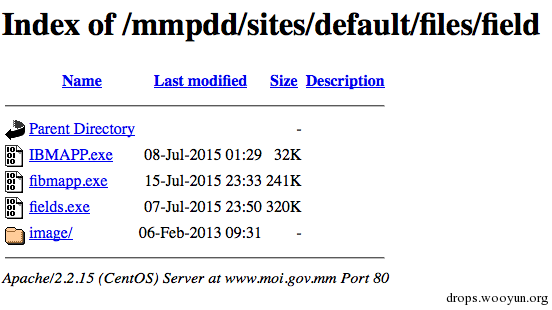 Index of /mmpdd/sites/default/files/field
Name Last modified Size Description
Parent Directory -
IBMAPP.exe 08-Jul-2015 01:29 32K
fibmapp.exe 15-Jul-2015 23:33 241K
fields.exe 07-Jul-2015 23:50 320K
image/ 06-Feb-2013 09:31 -
Apache/2.2.15 (CentOS) Server at www.moi.gov.mm Port 80
drops.wooyun.org